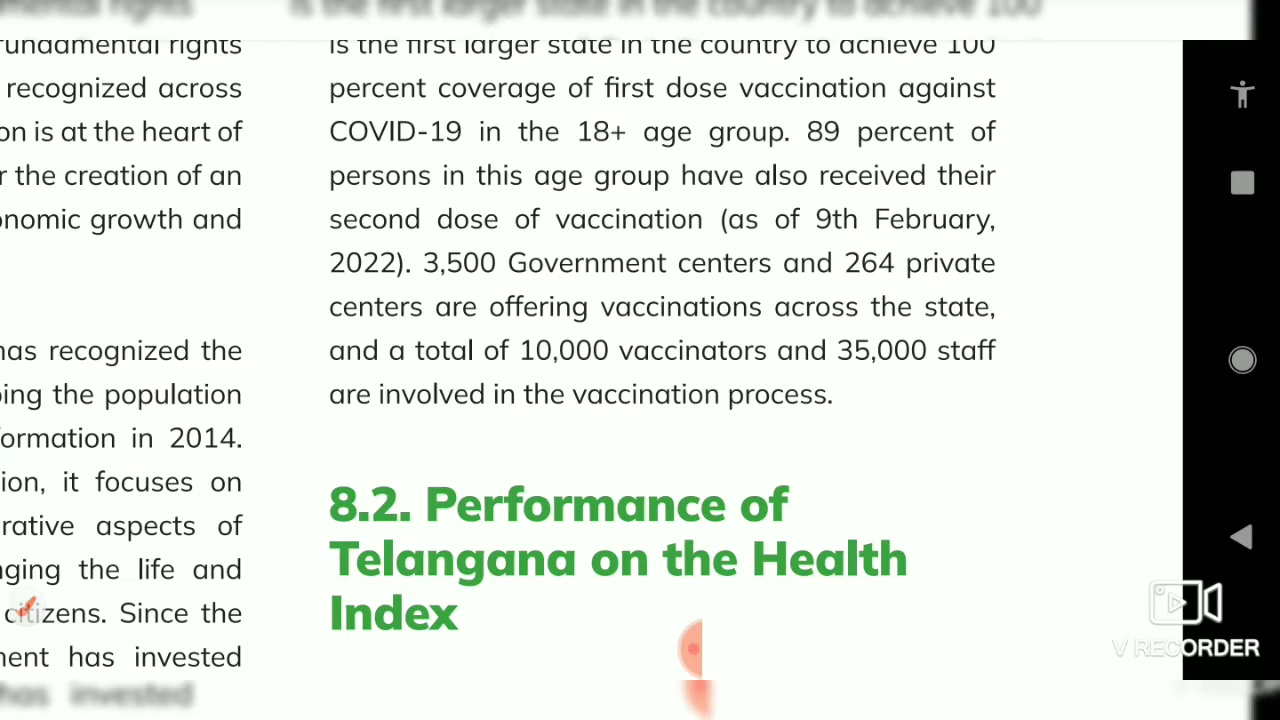 fundamental rights
recognized across
on is at the heart of
r the creation of an
onomic growth and
has recognized the
ping the population
formation in 2014.
ion, it focuses on
rative aspects of
nging the life and
citizens. Since the
ment has invested
is the first larger state in the country to achieve 100
percent coverage of first dose vaccination against
COVID-19 in the 18+ age group. 89 percent of
persons in this age group have also received their
second dose of vaccination (as of 9th February,
2022). 3,500 Government centers and 264 private
centers are offering vaccinations across the state,
and a total of 10,000 vaccinators and 35,000 staff
are involved in the vaccination process.
8.2. Performance of
Telangana on the Health
Index
V RECORDER